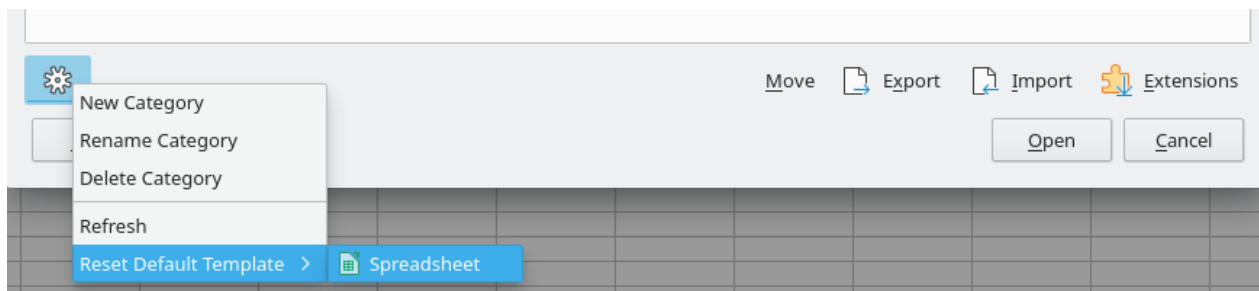 Move Export Import Extensions
New Category
Rename Category
Delete Category
Open Cancel
Refresh
Reset Default Template > Spreadsheet